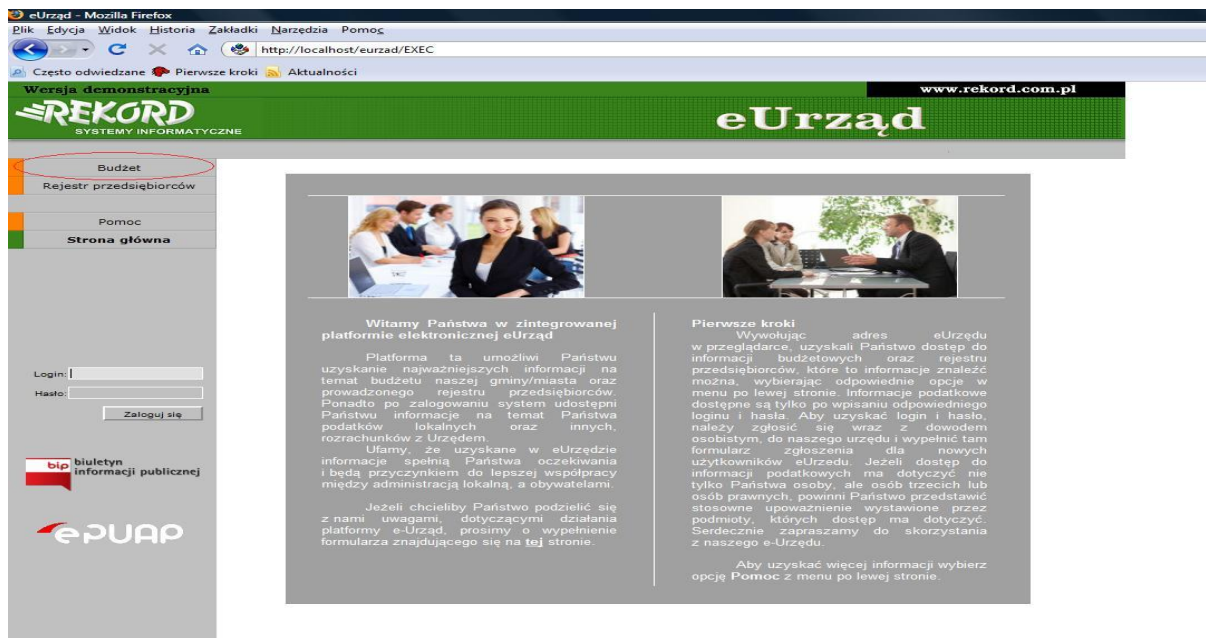 eUrząd - Mozilla Firefox
Plik Edycja Widok Historia Zakładki Narzędzia Pomoc
http://localhost/eurzad/EXEC
Często odwiedzane Pierwsze kroki Aktualności
Wersja demonstracyjna
www.rekord.com.pl
REKORD
SYSTEMY INFORMATYCZNE
eUrząd
Budżet
Rejestr przedsiębiorców
Pomoc
Strona główna
Login:
Hasło:
Zaloguj się
bip biuletyn
informacji publicznej
ePUAP
Witamy Państwa w zintegrowanej
platformie elektronicznej eUrząd
Platforma ta umożliwi Państwu
uzyskanie najważniejszych informacji na
temat budżetu naszej gminy/miasta oraz
prowadzonego rejestru przedsiębiorców.
Ponadto po zalogowaniu system udostępni
Państwu informacje na temat Państwa
podatków lokalnych oraz innych,
rozrachunków z Urzędem.
Ufamy, że uzyskane w eUrzędzie
informacje spełnią Państwa oczekiwania
i będą przyczynkiem do lepszej współpracy
między administracją lokalną, a obywatelami.
Jeżeli chcieliby Państwo podzielić się
z nami uwagami, dotyczącymi działania
platformy e-Urząd, prosimy o wypełnienie
formularza znajdującego się na tej stronie.
Pierwsze kroki
Wywołując adres eUrzędu
w przeglądarce, uzyskali Państwo dostęp do
informacji budżetowych oraz rejestru
przedsiębiorców, które to informacje znaleźć
można, wybierając odpowiednie opcje w
menu po lewej stronie. Informacje podatkowe
dostępne są tylko po wpisaniu odpowiedniego
loginu i hasła. Aby uzyskać login i hasło,
należy zgłosić się wraz z dowodem
osobistym, do naszego urzędu i wypełnić tam
formularz zgłoszenia dla nowych
użytkowników eUrzedu. Jeżeli dostęp do
informacji podatkowych ma dotyczyć nie
tylko Państwa osoby, ale osób trzecich lub
osób prawnych, powinni Państwo przedstawić
stosowne upoważnienie wystawione przez
podmioty, których dostęp ma dotyczyć.
Serdecznie zapraszamy do skorzystania
z naszego e-Urzędu.
Aby uzyskać więcej informacji wybierz
opcję Pomoc z menu po lewej stronie.